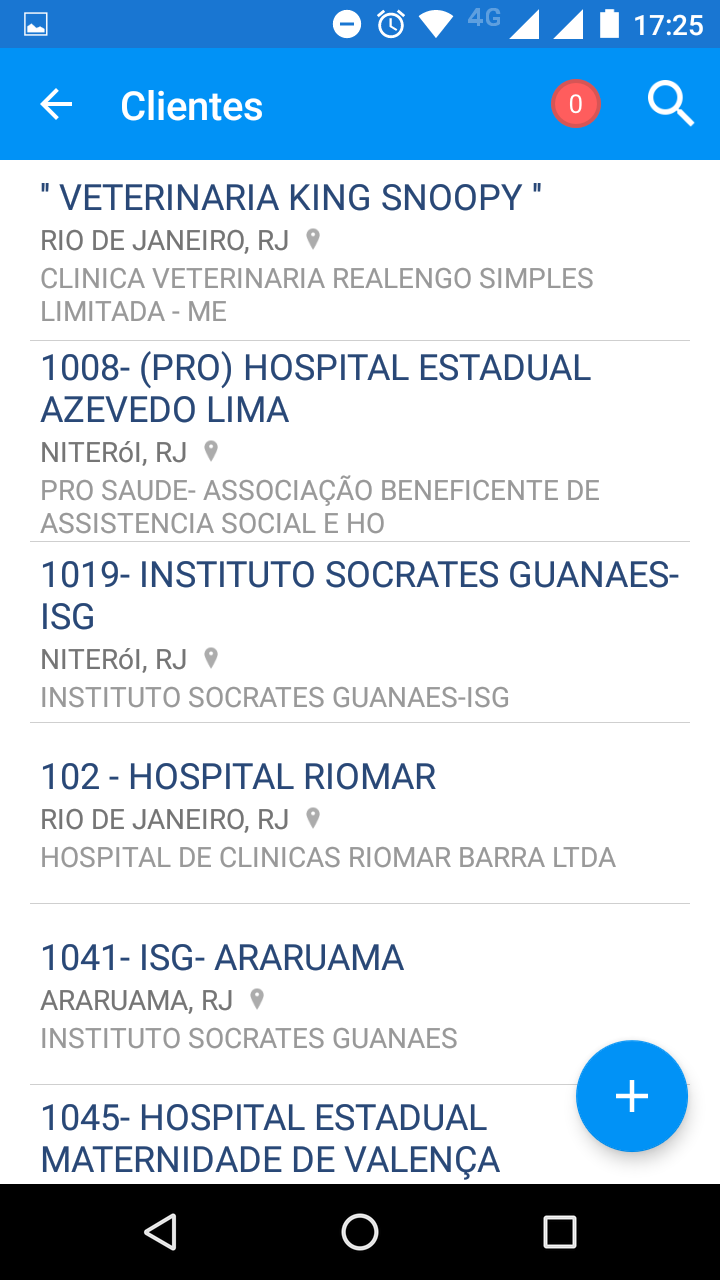 4G 17:25
Clientes 0
" VETERINARIA KING SNOOPY "
RIO DE JANEIRO, RJ
CLINICA VETERINARIA REALENGO SIMPLES
LIMITADA - ME
1008- (PRO) HOSPITAL ESTADUAL
AZEVEDO LIMA
NITERóI, RJ
PRO SAUDE- ASSOCIAÇÃO BENEFICENTE DE
ASSISTENCIA SOCIAL E HO
1019- INSTITUTO SOCRATES GUANAES-
ISG
NITERóI, RJ
INSTITUTO SOCRATES GUANAES-ISG
102 - HOSPITAL RIOMAR
RIO DE JANEIRO, RJ
HOSPITAL DE CLINICAS RIOMAR BARRA LTDA
1041- ISG- ARARUAMA
ARARUAMA, RJ
INSTITUTO SOCRATES GUANAES
1045- HOSPITAL ESTADUAL
MATERNIDADE DE VALENÇA